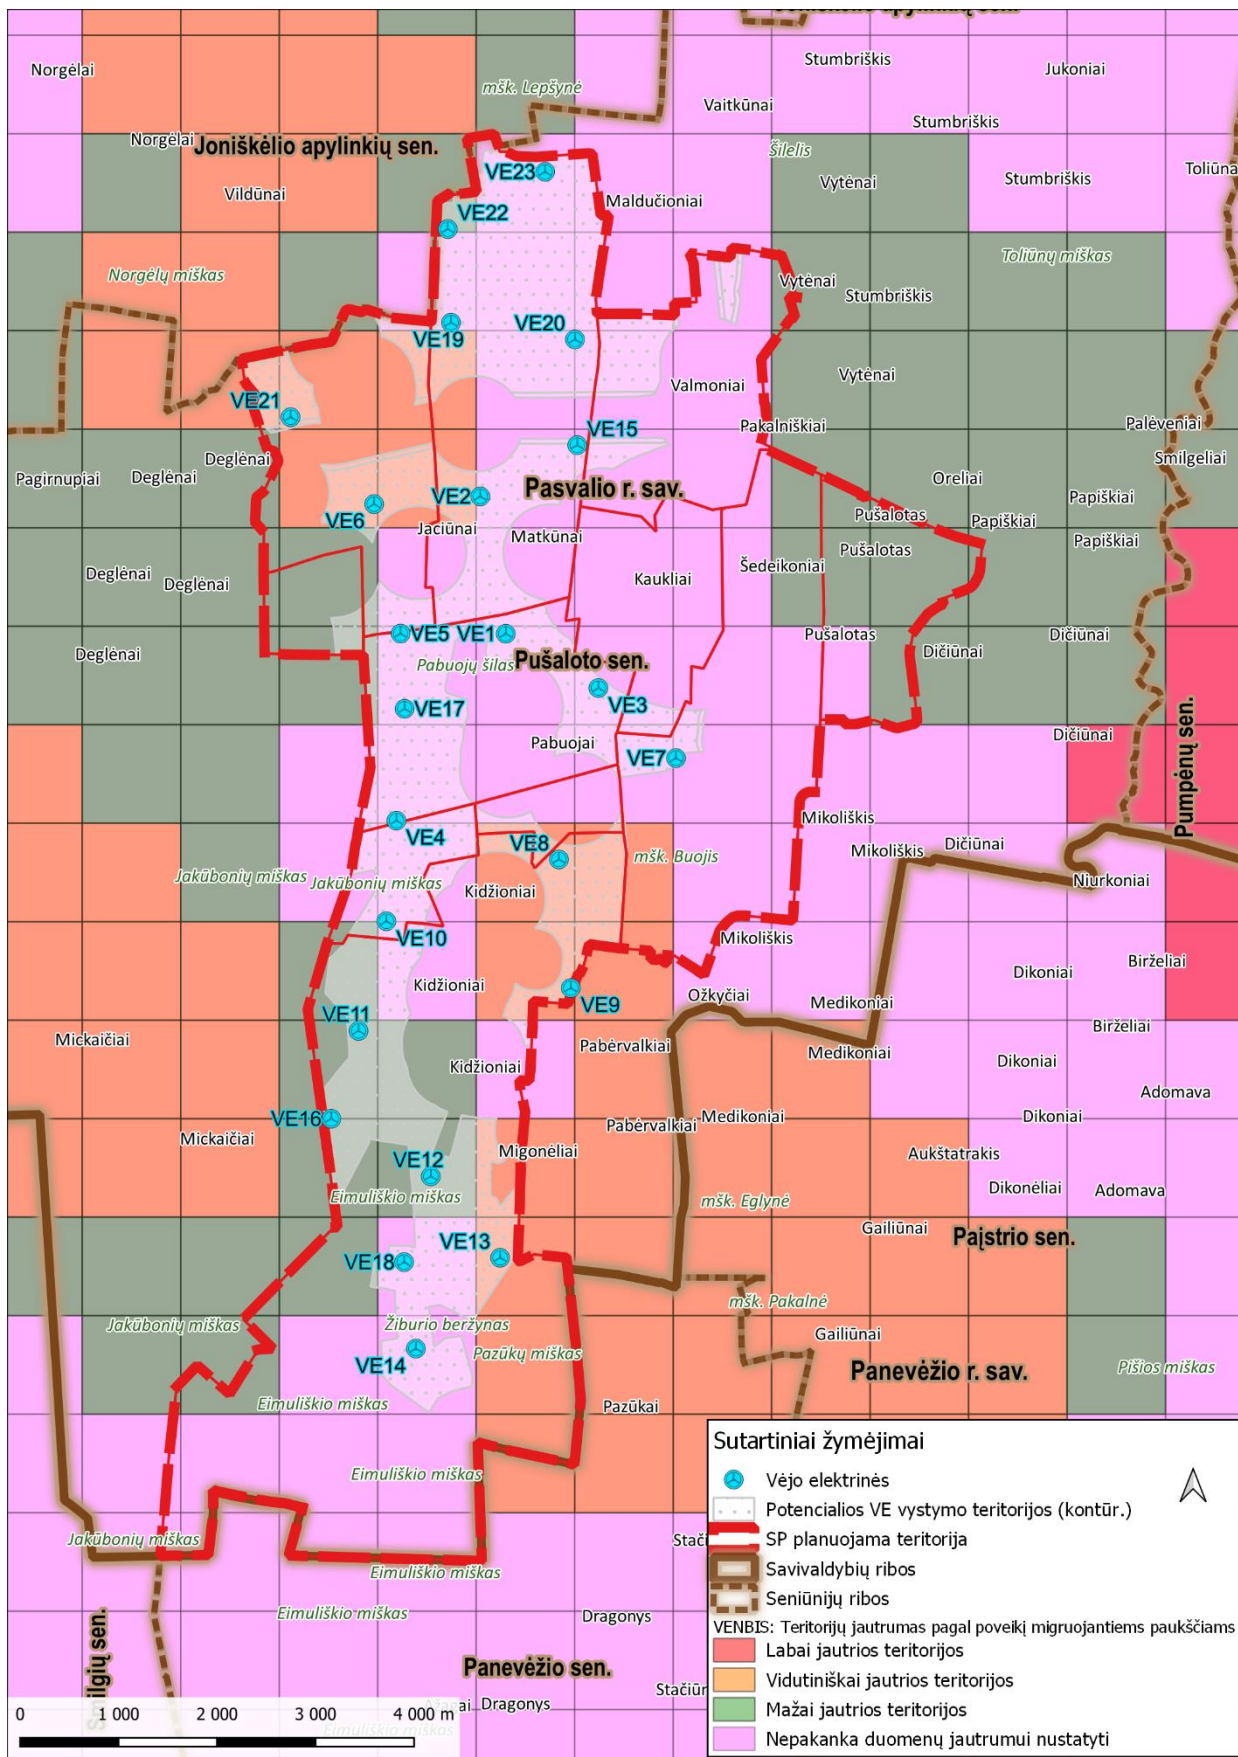 Joniškėlio apylinkių sen.
Norgėlai
Stumbriškis
Jukoniai
mšk. Lepšynė
Vaitkūnai
Stumbriškis
Norgėlai
Joniškėlio apylinkių sen.
Šilelis
VE23
Vytėnai
Stumbriškis
Toliūna
Vildūnai
Maldučioniai
VE22
Norgėlų miškas
Vytėnai
Toliūnų miškas
Stumbriškis
VE19
VE20
Valmoniai
Vytėnai
VE21
Pakalniškiai
Palėveniai
VE15
Deglėnai
Smilgeliai
Pagirnupiai
Deglėnai
Oreliai
VE2
Pasvalio r. sav.
Papiškiai
VE6
Jaciūnai
Matkūnai
Pušalotas
Papiškiai
Pušalotas
Papiškiai
Deglėnai
Deglėnai
Kaukliai
Šedeikoniai
VE5
VE1
Pušalotas
Dičiūnai
Deglėnai
Pabuojų šilas
Pušaloto sen.
Dičiūnai
VE3
VE17
Pabuojai
VE7
Dičiūnai
Pumpėnų sen.
VE4
Mikoliškis
VE8
mšk. Buojis
Mikoliškis
Dičiūnai
Jakūbonių miškas
Jakūbonių miškas
Kidžioniai
Niurkoniai
VE10
Mikoliškis
Birželiai
Kidžioniai
Dikoniai
VE9
Ožkyčiai
Medikoniai
VE11
Birželiai
Mickaičiai
Pabėrvalkiai
Medikoniai
Kidžioniai
Dikoniai
Adomava
VE16
Pabėrvalkiai
Medikoniai
Dikoniai
Mickaičiai
Migonėliai
Aukštatrakis
VE12
Eimuliškio miškas
mšk. Eglynė
Dikonėliai
Adomava
Gailiūnai
Paįstrio sen.
VE13
VE18
mšk. Pakalnė
Jakūbonių miškas
Žiburio beržynas
Gailiūnai
Pazūkų miškas
VE14
Panevėžio r. sav.
Pišios miškas
Eimuliškio miškas
Pazūkai
Eimuliškio miškas
Jakūbonių miškas
Stači
Eimuliškio miškas
Eimuliškio miškas
Dragonys
Smilgių sen.
Panevėžio sen.
Stačiūn
Ažagai
Dragonys
Eimuliškio miškas
0 1 000 2 000 3 000 4 000 m
Sutartiniai žymėjimai
Vėjo elektrinės
Potencialios VE vystymo teritorijos (kontūr.)
SP planuojama teritorija
Savivaldybių ribos
Seniūnijų ribos
VENBIS: Teritorijų jautrumas pagal poveikį migruojantiems paukščiams
Labai jautrios teritorijos
Vidutiniškai jautrios teritorijos
Mažai jautrios teritorijos
Nepakanka duomenų jautrumui nustatyti